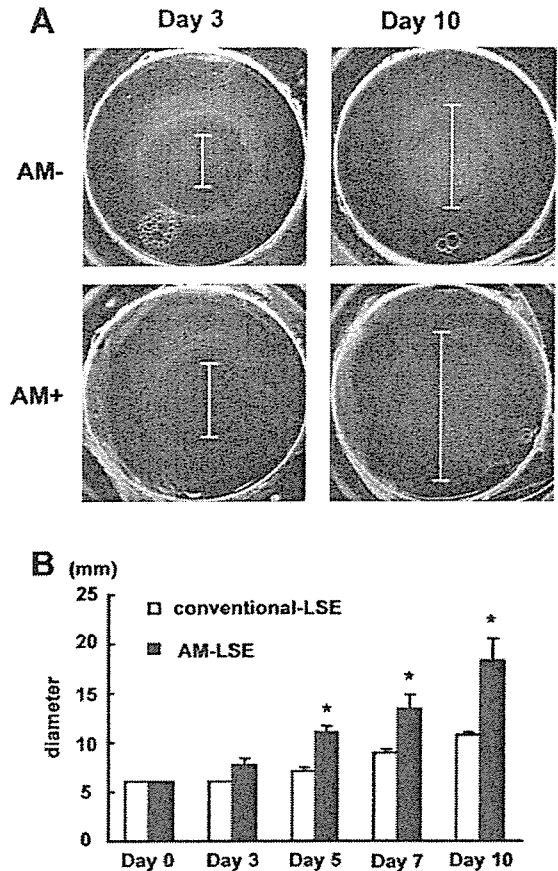 A
Day 3 Day 10
AM-
AM+
B (mm)
25
20
15
10
5
0
diameter
conventional-LSE
AM-LSE
*
*
*
Day 0 Day 3 Day 5 Day 7 Day 10